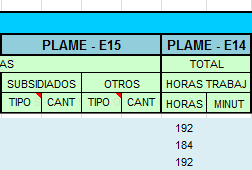 PLAME - E15 PLAME - E14
AS TOTAL
SUBSIDIADOS OTROS HORAS TRABAJ
TIPO CANT TIPO CANT HORAS MINUT
192
184
192